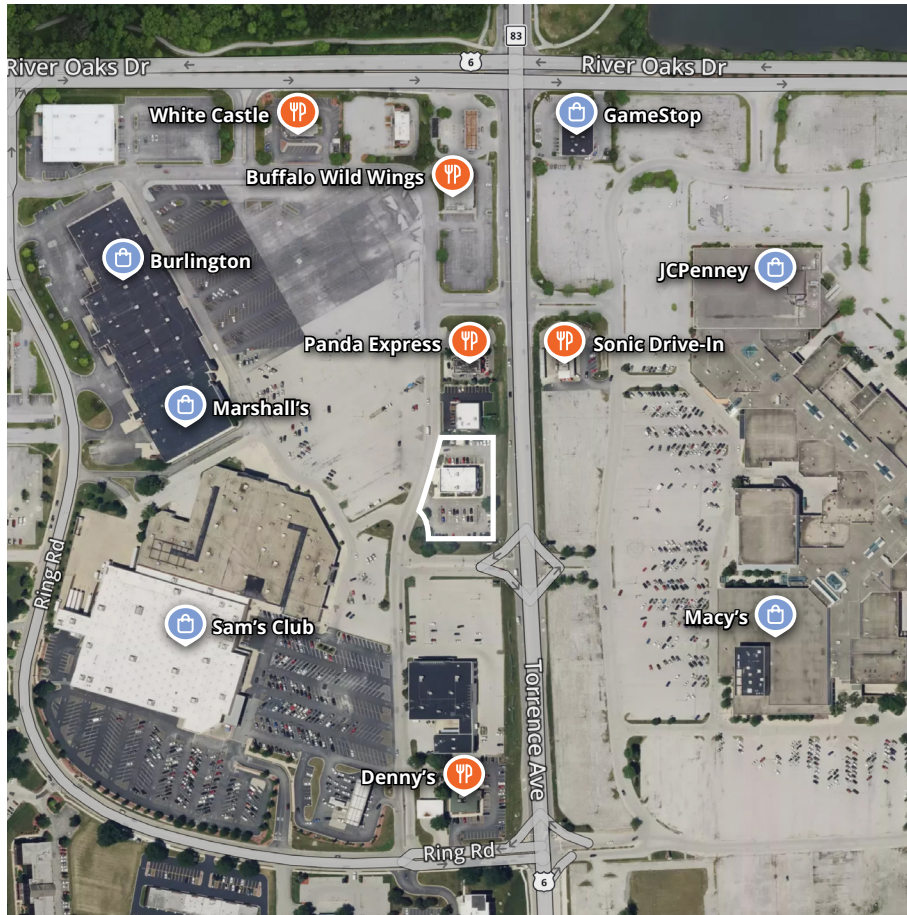 83
6
River Oaks Dr
River Oaks Dr
White Castle
GameStop
Buffalo Wild Wings
Burlington
JCPenney
Panda Express
Sonic Drive-In
Marshall's
Ring Rd
Sam's Club
Macy's
Torrence Ave
Denny's
Ring Rd
6